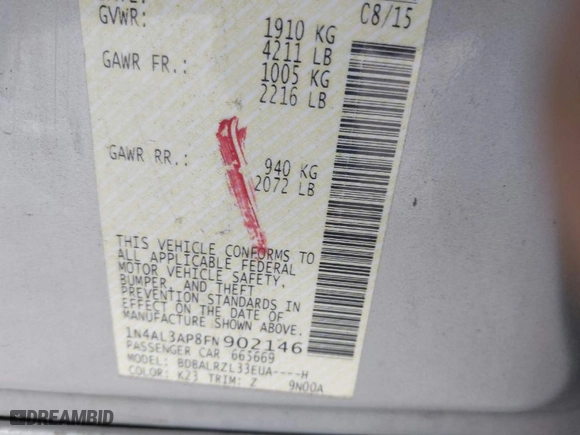 C8/15
GVWR: 1910 KG
4211 LB
GAWR FR.: 1005 KG
2216 LB
GAWR RR.: 940 KG
2072 LB
THIS VEHICLE CONFORMS TO
ALL APPLICABLE FEDERAL
MOTOR VEHICLE SAFETY,
BUMPER, AND THEFT
PREVENTION STANDARDS IN
EFFECT ON THE DATE OF
MANUFACTURE SHOWN ABOVE.
1N4AL3AP8FN902146
PASSENGER CAR 665669
MODEL: BDBALRZL33EUA----H
COLOR: K23 TRIM: Z 9N00A
DREAMBID